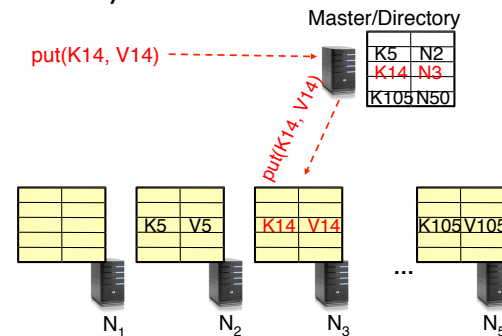 Master/Directory
put(K14, V14)
K5 N2
K14 N3
K105 N50
put(K14, V14)
K5 V5
K14 V14
K105 V105
...
N1
N2
N3